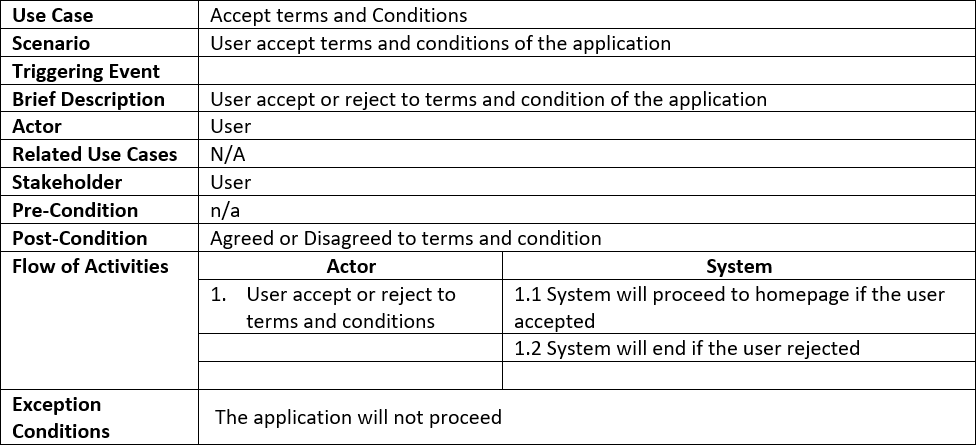 Use Case Accept terms and Conditions
Scenario User accept terms and conditions of the application
Triggering Event
Brief Description User accept or reject to terms and condition of the application
Actor User
Related Use Cases N/A
Stakeholder User
Pre-Condition n/a
Post-Condition Agreed or Disagreed to terms and condition
Flow of Activities Actor System
1. User accept or reject to 1.1 System will proceed to homepage if the user
terms and conditions accepted
1.2 System will end if the user rejected
Exception
Conditions The application will not proceed